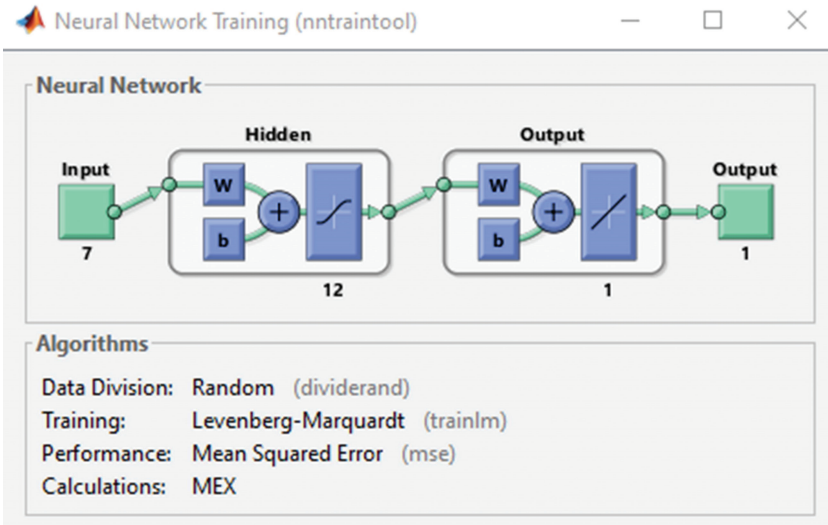 Neural Network Training (nntraintool)
Neural Network
Hidden Output
Input Output
W W
b b
7 1
12 1
Algorithms
Data Division: Random (dividerand)
Training: Levenberg-Marquardt (trainlm)
Performance: Mean Squared Error (mse)
Calculations: MEX